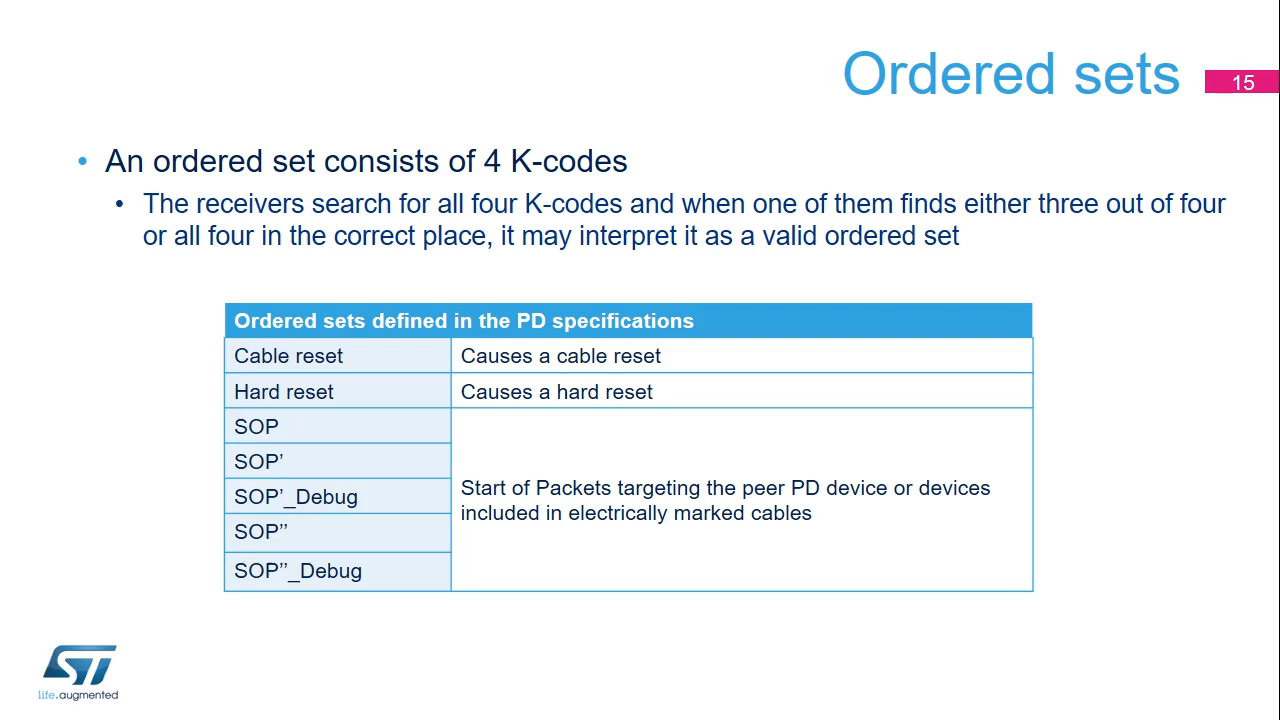 Ordered sets
15
• An ordered set consists of 4 K-codes
• The receivers search for all four K-codes and when one of them finds either three out of four
or all four in the correct place, it may interpret it as a valid ordered set
Ordered sets defined in the PD specifications
Cable reset
Causes a cable reset
Hard reset
Causes a hard reset
SOP
SOP’
SOP’_Debug
SOP’’
SOP’’_Debug
Start of Packets targeting the peer PD device or devices
included in electrically marked cables
ST
life.augmented